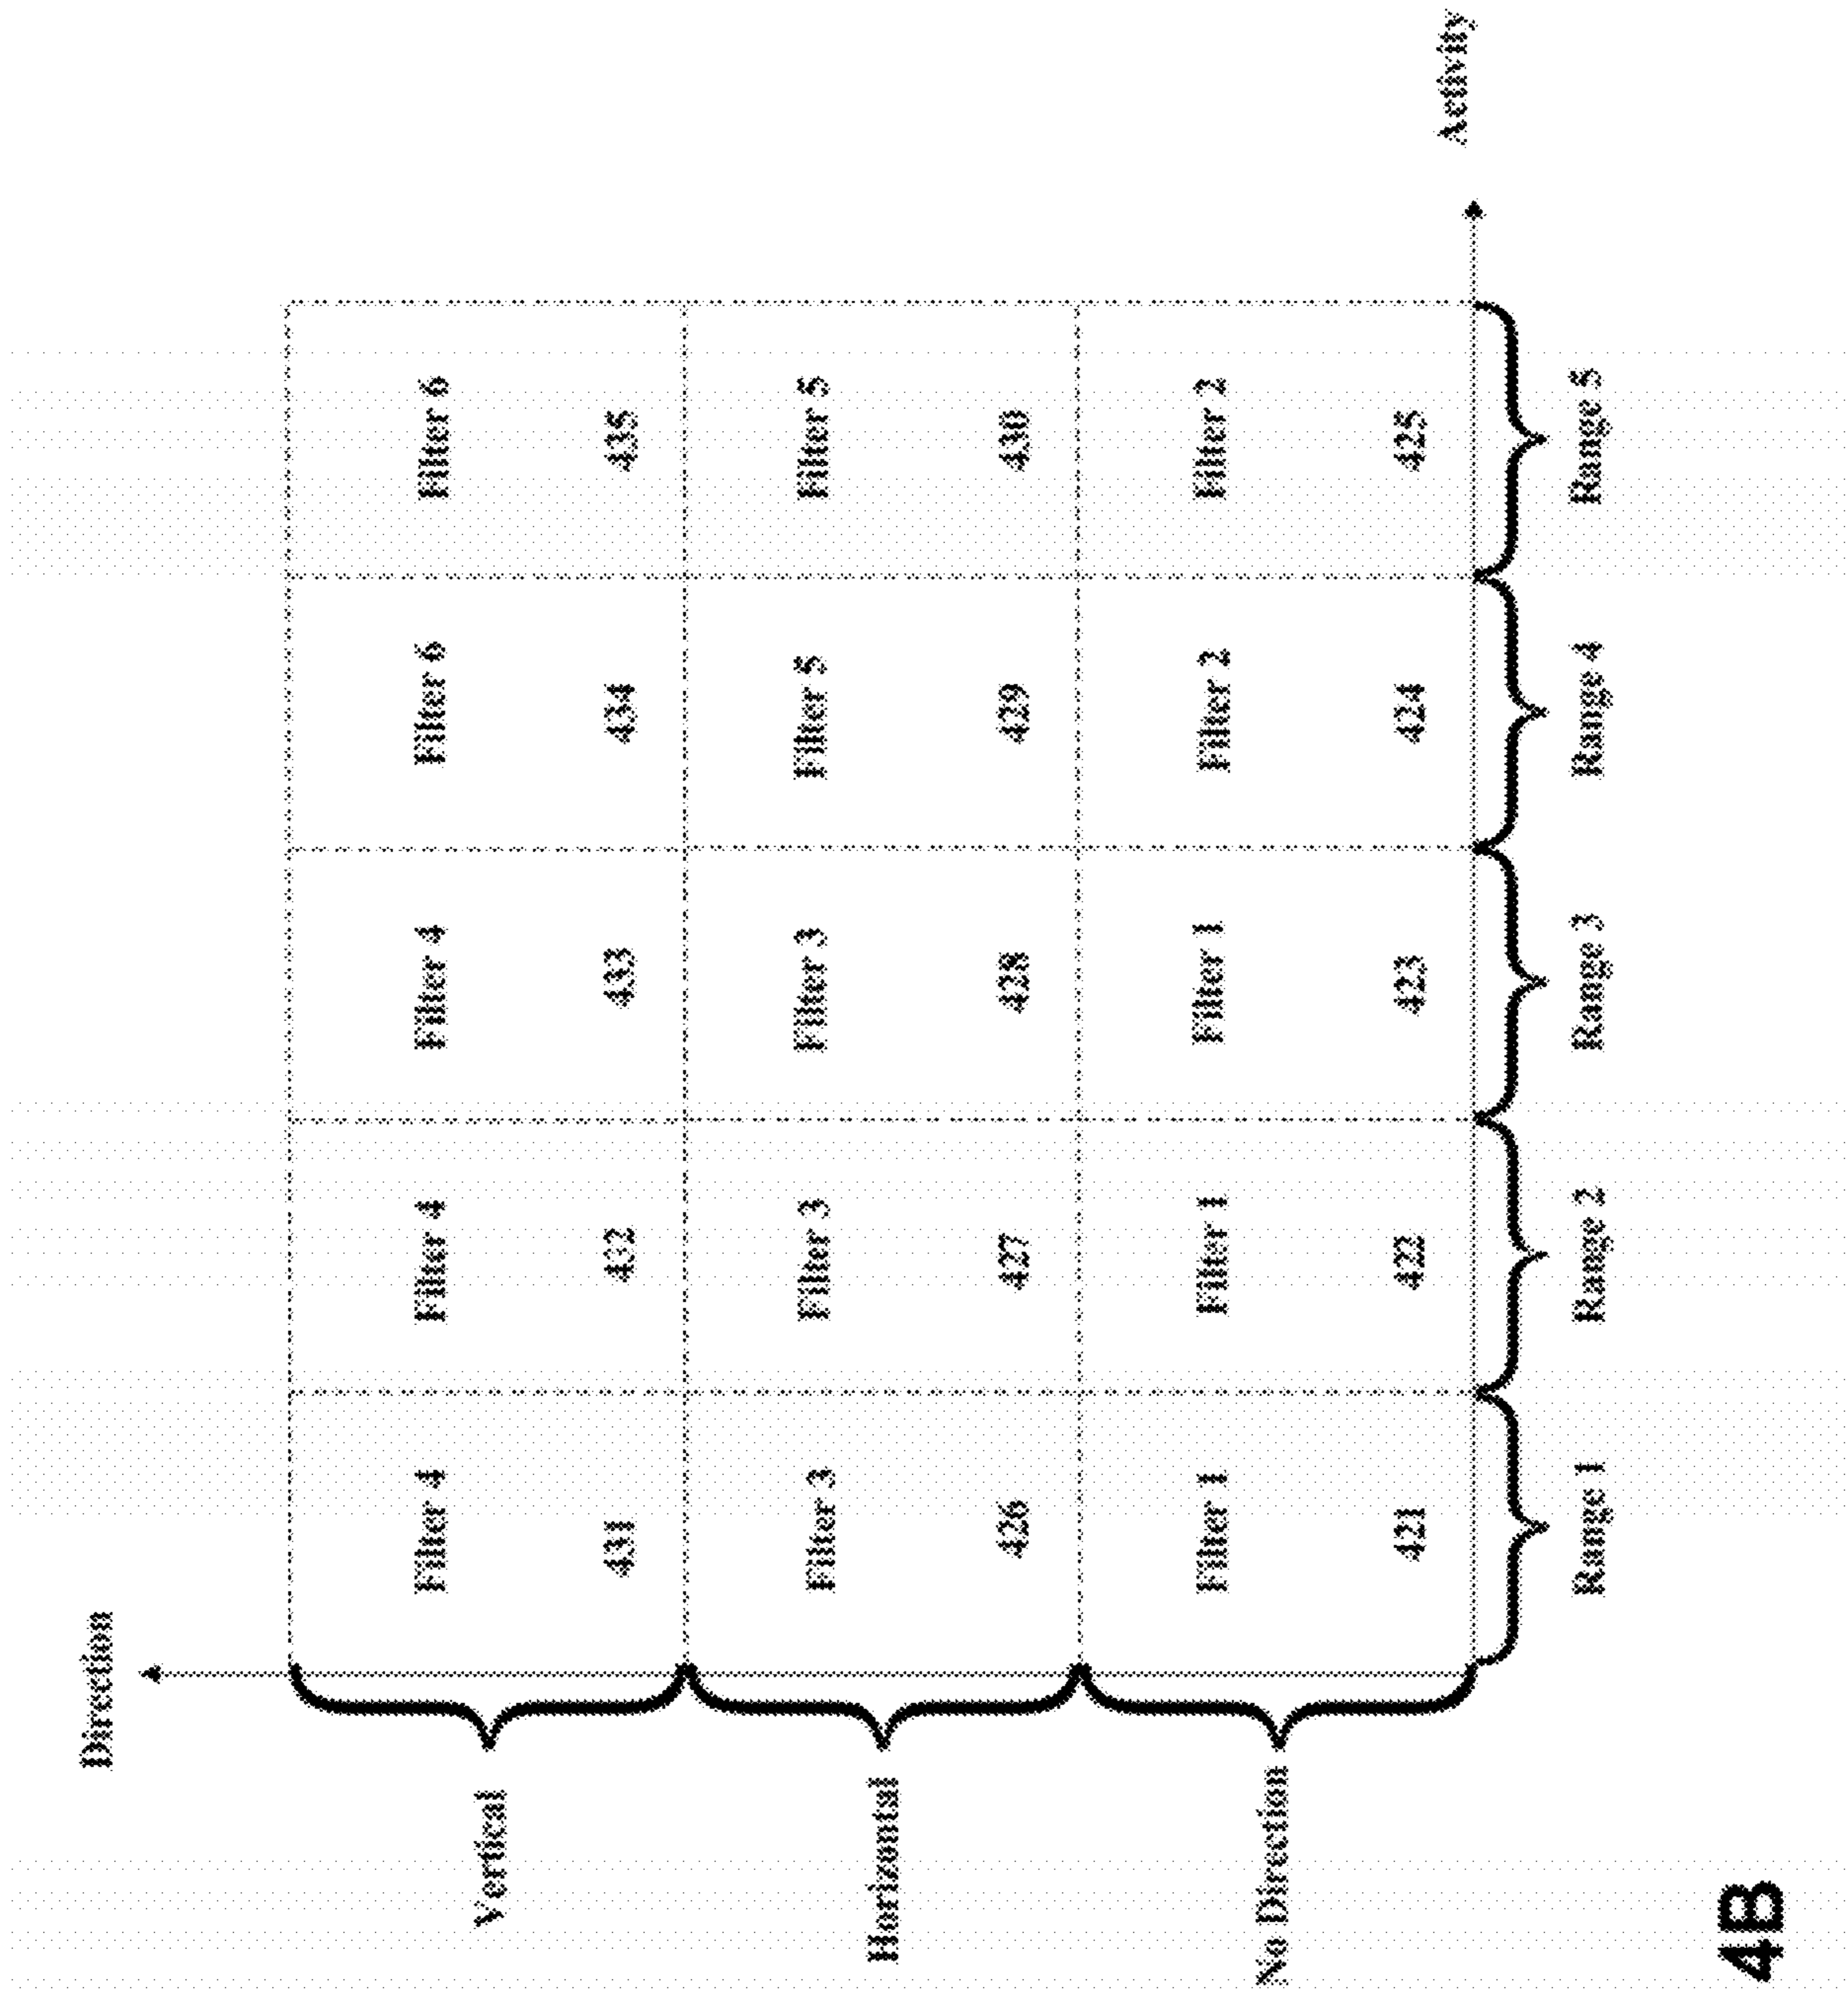 Direction
Vertical
Filter 4
Filter 4
Filter 4
Filter 6
Filter 6
431
432
433
434
435
Horizontal
Filter 3
Filter 3
Filter 3
Filter 5
Filter 5
426
427
428
429
430
No Direction
Filter 1
Filter 1
Filter 1
Filter 2
Filter 2
421
422
423
424
425
Activity
Range 1
Range 2
Range 3
Range 4
Range 5
4B